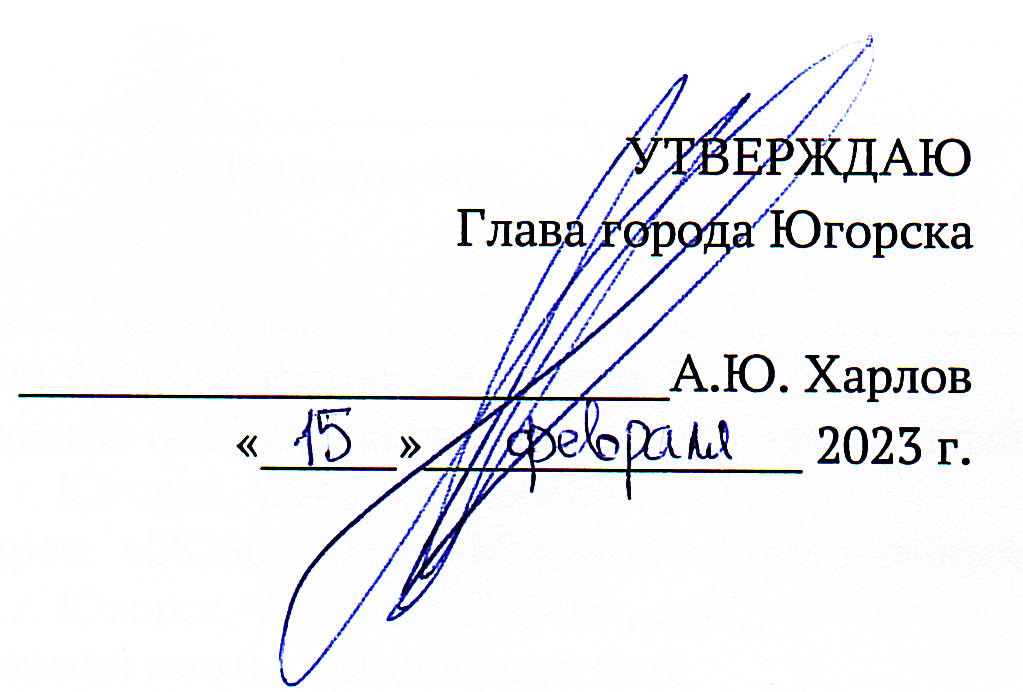 УТВЕРЖДАЮ
Глава города Югорска
А.Ю. Харлов
«15» февраля 2023 г.